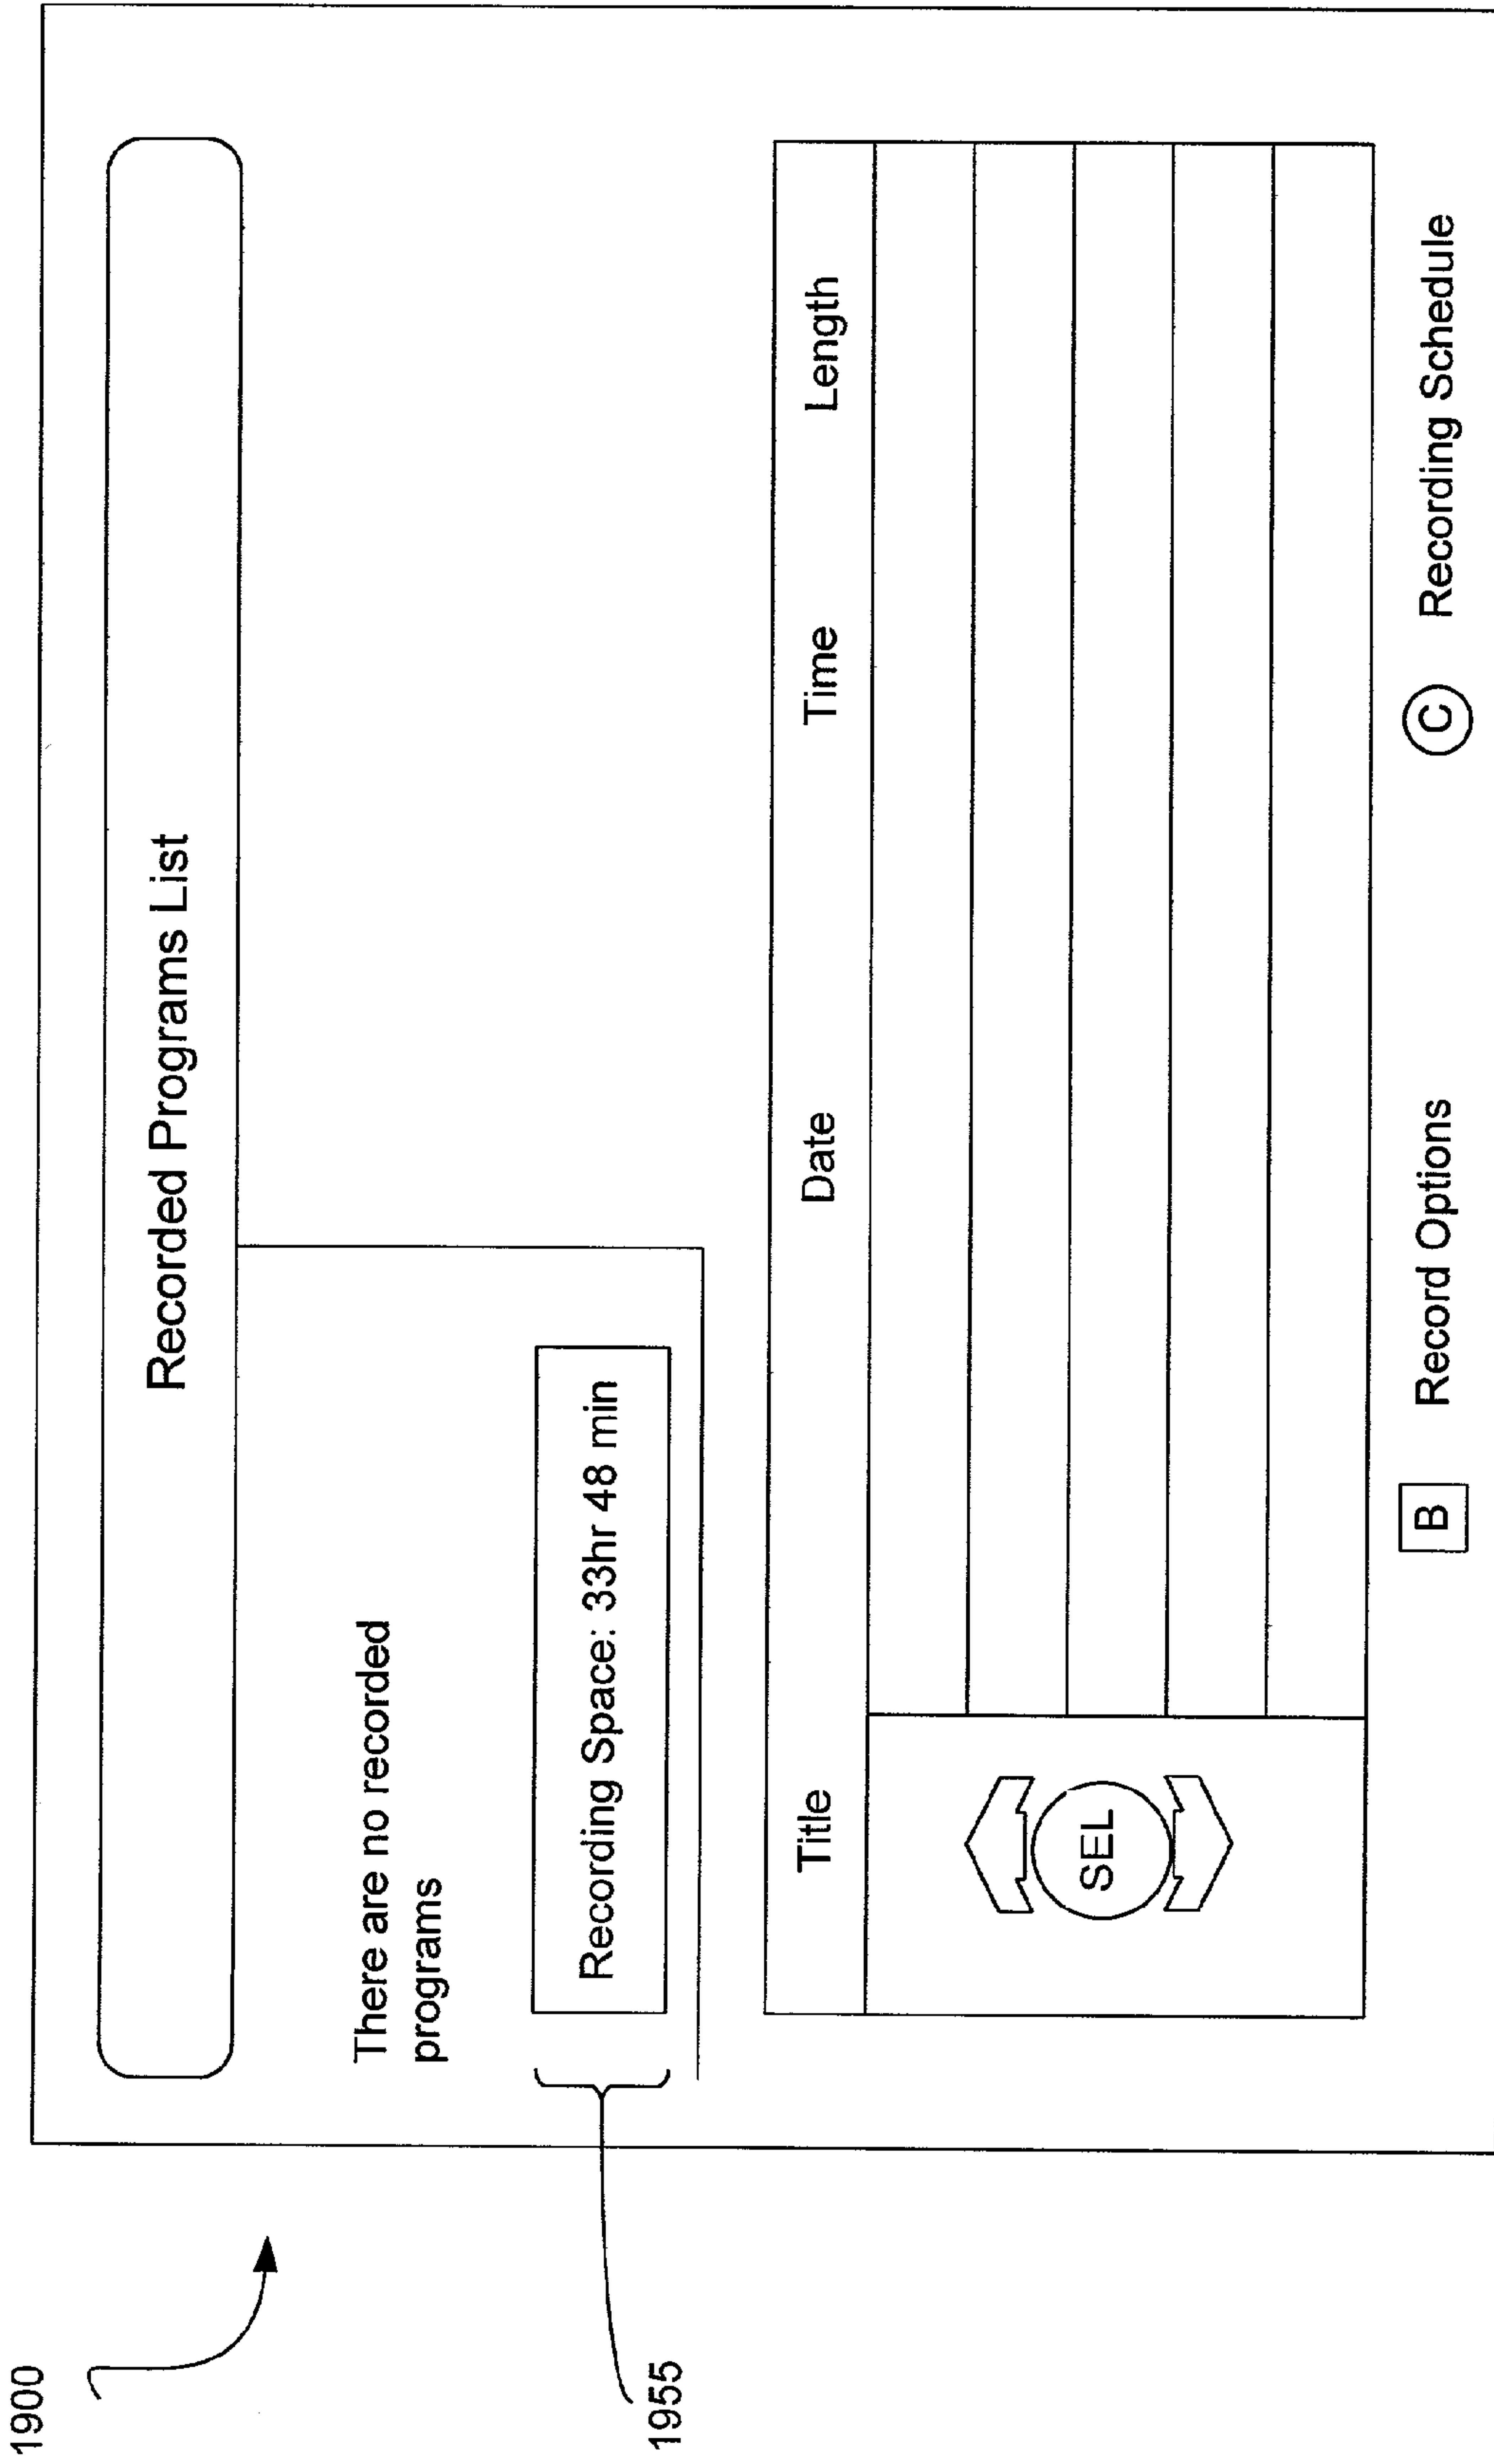 1900
Recorded Programs List
There are no recorded
programs
Recording Space: 33hr 48 min
1955
Title Date Time Length
SEL
B Record Options C Recording Schedule